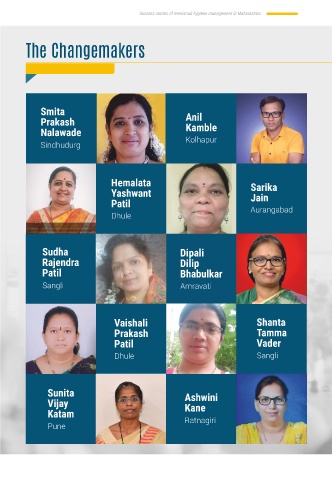 Success stories of menstrual hygiene management in Maharashtra
The Changemakers
Smita
Prakash
Nalawade
Sindhudurg
Anil
Kamble
Kolhapur
Hemalata
Yashwant
Patil
Dhule
Sarika
Jain
Aurangabad
Sudha
Rajendra
Patil
Sangli
Dipali
Dilip
Bhabulkar
Amravati
Vaishali
Prakash
Patil
Dhule
Shanta
Tamma
Vader
Sangli
Sunita
Vijay
Katam
Pune
Ashwini
Kane
Ratnagiri